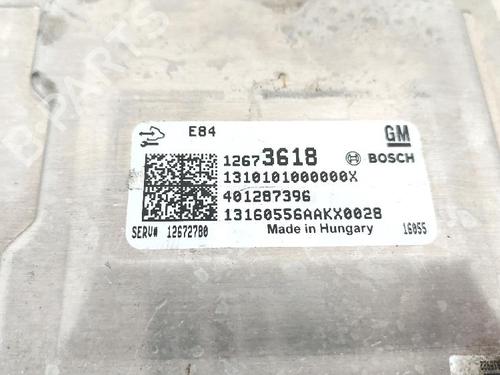 E84
GM
12673618 BOSCH
1310101000000X
401287396
13160556AAKX0028
SERV# 12672780 Made in Hungary 16055